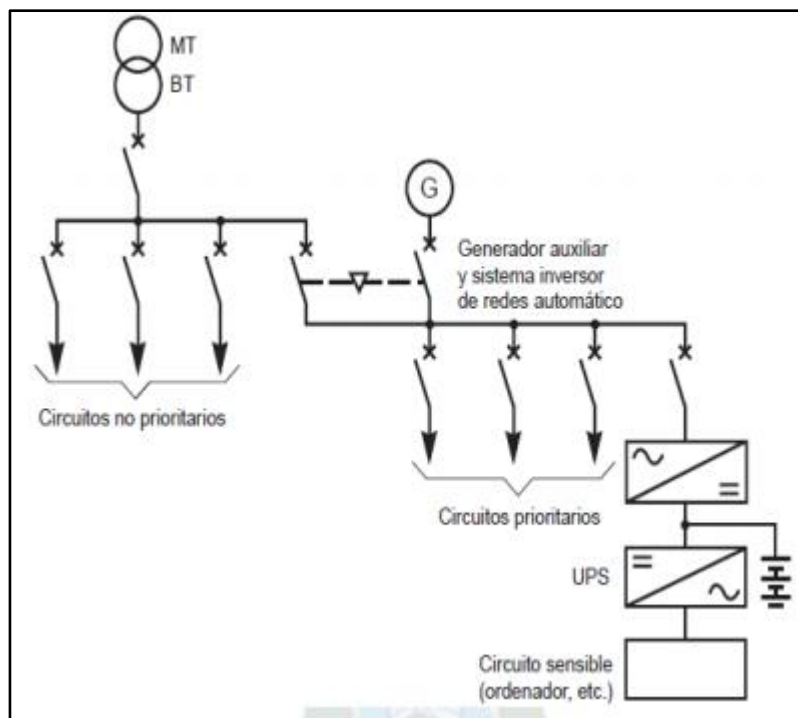 MT
BT
G
Generador auxiliar
y sistema inversor
de redes automático
Circuitos no prioritarios
Circuitos prioritarios
UPS
Circuito sensible
(ordenador, etc.)